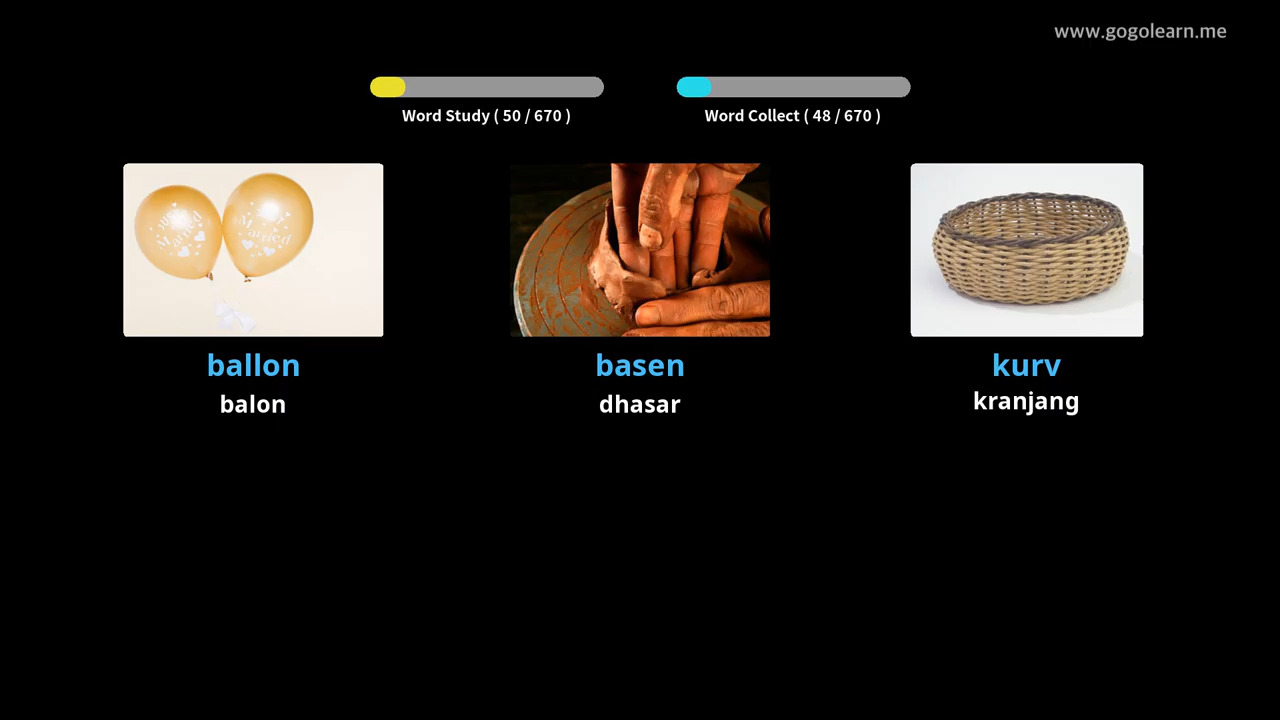 www.gogolearn.me
Word Study ( 50 / 670 )
Word Collect ( 48 / 670 )
ballon
balon
basen
dhasar
kurv
kranjang